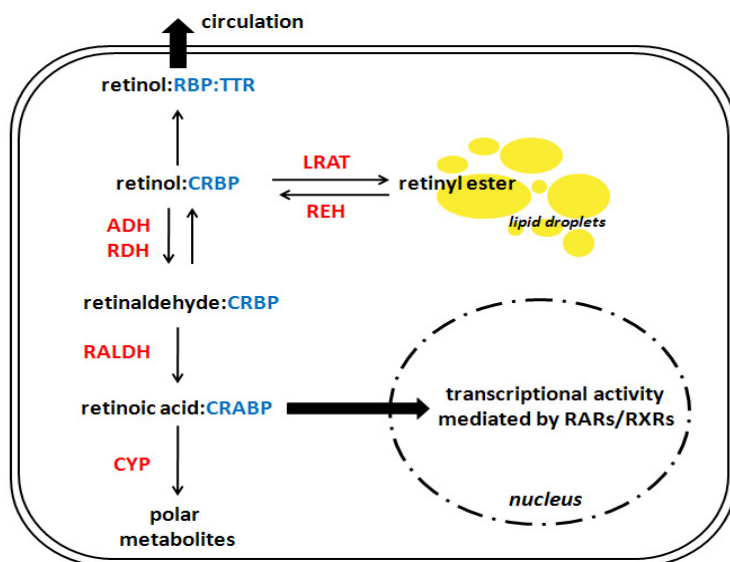 circulation
retinol:RBP:TTR
retinol:CRBP
LRAT
REH
retinyl ester
lipid droplets
ADH
RDH
retinaldehyde:CRBP
RALDH
retinoic acid:CRABP
transcriptional activity
mediated by RARs/RXRs
nucleus
CYP
polar
metabolites